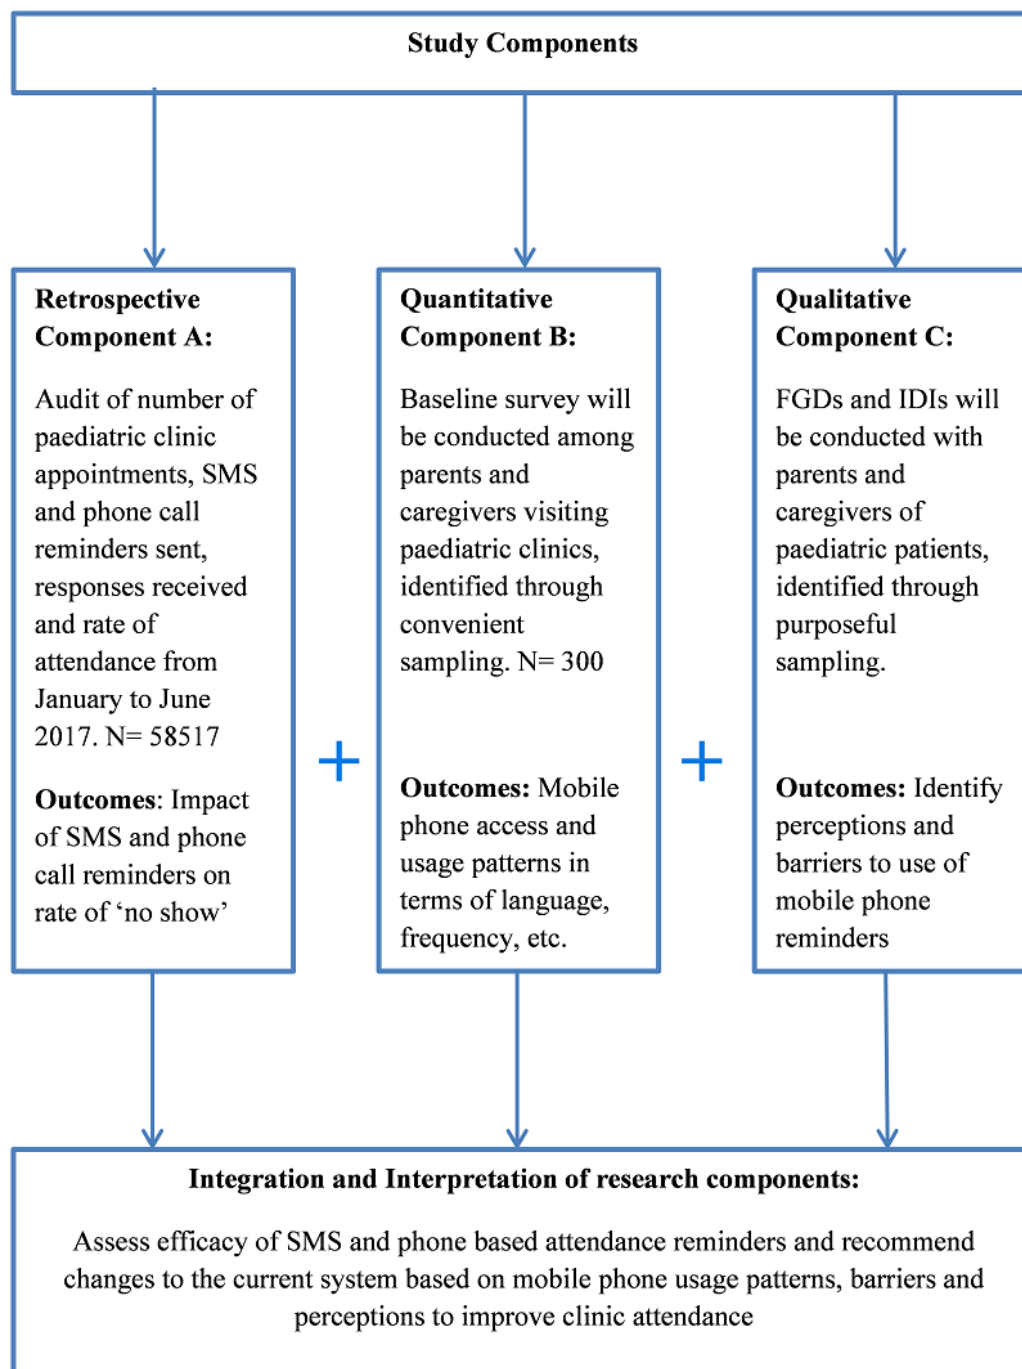 Study Components
Retrospective
Component A:
Audit of number of
paediatric clinic
appointments, SMS
and phone call
reminders sent,
responses received
and rate of
attendance from
January to June
2017. N= 58517
Outcomes: Impact
of SMS and phone
call reminders on
rate of ‘no show’
+
Quantitative
Component B:
Baseline survey will
be conducted among
parents and
caregivers visiting
paediatric clinics,
identified through
convenient
sampling. N= 300
Outcomes: Mobile
phone access and
usage patterns in
terms of language,
frequency, etc.
+
Qualitative
Component C:
FGDs and IDIs will
be conducted with
parents and
caregivers of
paediatric patients,
identified through
purposeful
sampling.
Outcomes: Identify
perceptions and
barriers to use of
mobile phone
reminders
Integration and Interpretation of research components:
Assess efficacy of SMS and phone based attendance reminders and recommend
changes to the current system based on mobile phone usage patterns, barriers and
perceptions to improve clinic attendance